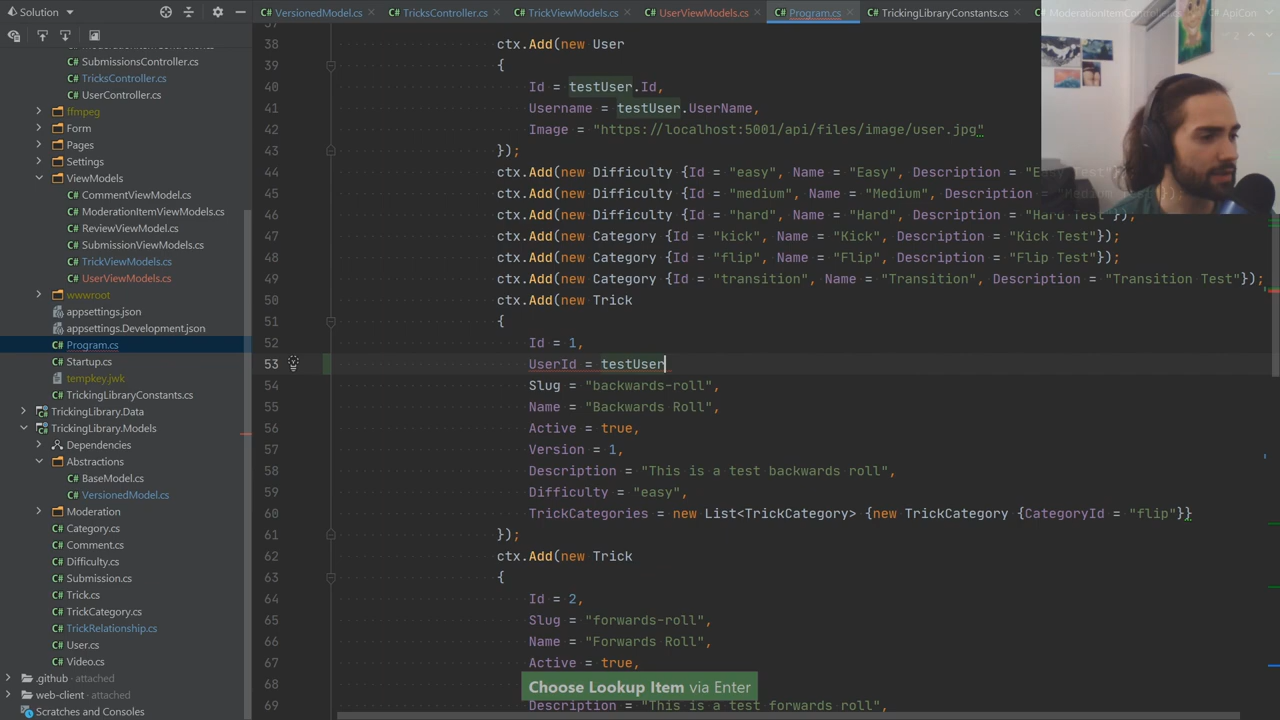 Solution
VersionedModel.cs
TricksController.cs
TrickViewModels.cs
UserViewModels.cs
Program.cs
TrickingLibraryConstants.cs
SubmissionsController.cs
TricksController.cs
UserController.cs
ffmpeg
Form
Pages
Settings
ViewModels
CommentViewModel.cs
ModerationItemViewModels.cs
ReviewViewModel.cs
SubmissionViewModels.cs
TrickViewModels.cs
UserViewModels.cs
wwwroot
appsettings.json
appsettings.Development.json
Program.cs
Startup.cs
tempkey.jwk
TrickingLibraryConstants.cs
TrickingLibrary.Data
TrickingLibrary.Models
Dependencies
Abstractions
BaseModel.cs
VersionedModel.cs
Moderation
Category.cs
Comment.cs
Difficulty.cs
Submission.cs
Trick.cs
TrickCategory.cs
TrickRelationship.cs
User.cs
Video.cs
.github attached
web-client attached
Scratches and Consoles
38 ctx.Add(new User
39 {
40 Id = testUser.Id,
41 Username = testUser.UserName,
42 Image = "https://localhost:5001/api/files/image/user.jpg"
43 });
44 ctx.Add(new Difficulty {Id = "easy", Name = "Easy", Description =
45 ctx.Add(new Difficulty {Id = "medium", Name = "Medium", Description =
46 ctx.Add(new Difficulty {Id = "hard", Name = "Hard", Description = "Hard Test"});
47 ctx.Add(new Category {Id = "kick", Name = "Kick", Description = "Kick Test"});
48 ctx.Add(new Category {Id = "flip", Name = "Flip", Description = "Flip Test"});
49 ctx.Add(new Category {Id = "transition", Name = "Transition", Description = "Transition Test"});
50 ctx.Add(new Trick
51 {
52 Id = 1,
53 UserId = testUser
54 Slug = "backwards-roll",
55 Name = "Backwards Roll",
56 Active = true,
57 Version = 1,
58 Description = "This is a test backwards roll",
59 Difficulty = "easy",
60 TrickCategories = new List<TrickCategory> {new TrickCategory {CategoryId = "flip"}}
61 });
62 ctx.Add(new Trick
63 {
64 Id = 2,
65 Slug = "forwards-roll",
66 Name = "Forwards Roll",
67 Active = true,
68
69 Description = "This is a test forwards roll",
Choose Lookup Item via Enter